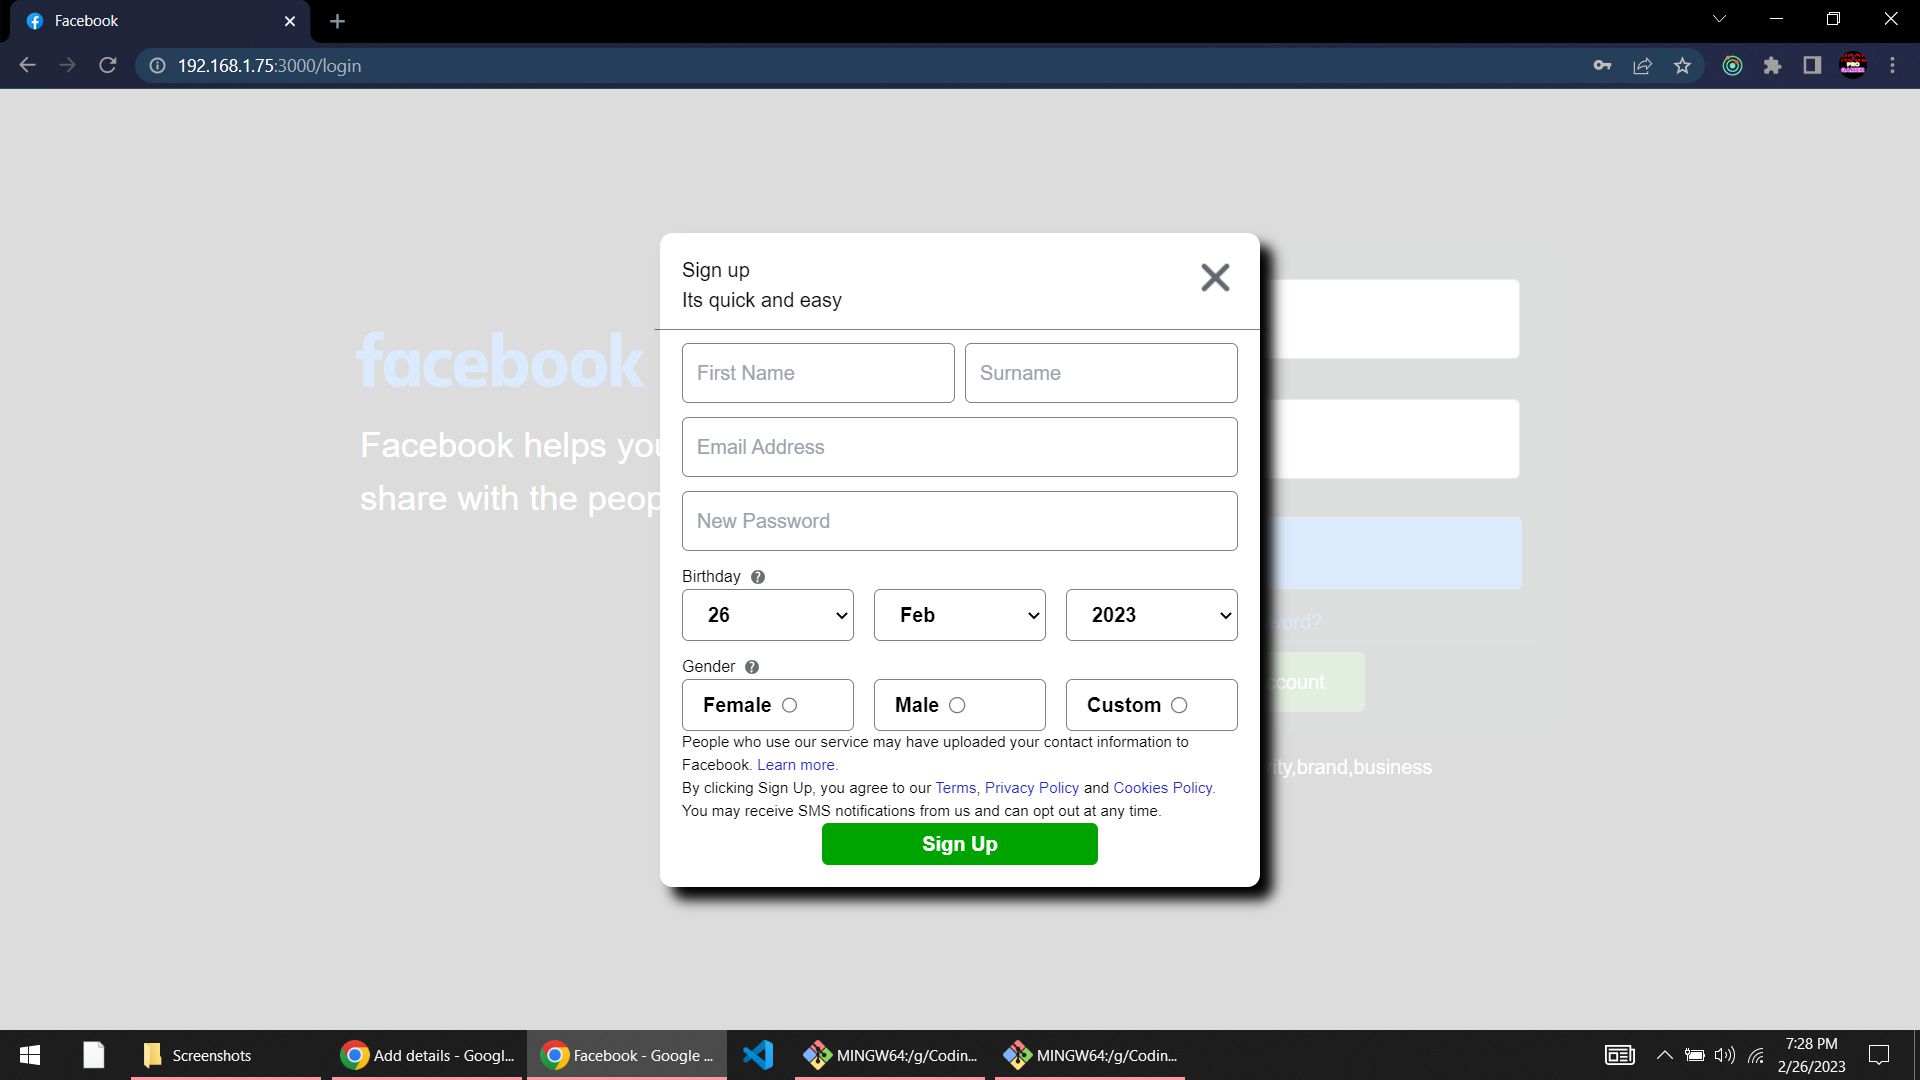 Facebook
192.168.1.75:3000/login
Sign up
Its quick and easy
facebook
Facebook helps you
share with the peop
First Name
Surname
Email Address
New Password
Birthday
26
Feb
2023
word?
Gender
Female
Male
Custom
ccount
People who use our service may have uploaded your contact information to
Facebook. Learn more.
By clicking Sign Up, you agree to our Terms, Privacy Policy and Cookies Policy.
You may receive SMS notifications from us and can opt out at any time.
rity,brand,business
Sign Up
Screenshots
Add details - Googl...
Facebook - Google ...
MINGW64:/g/Codin...
MINGW64:/g/Codin...
7:28 PM
2/26/2023